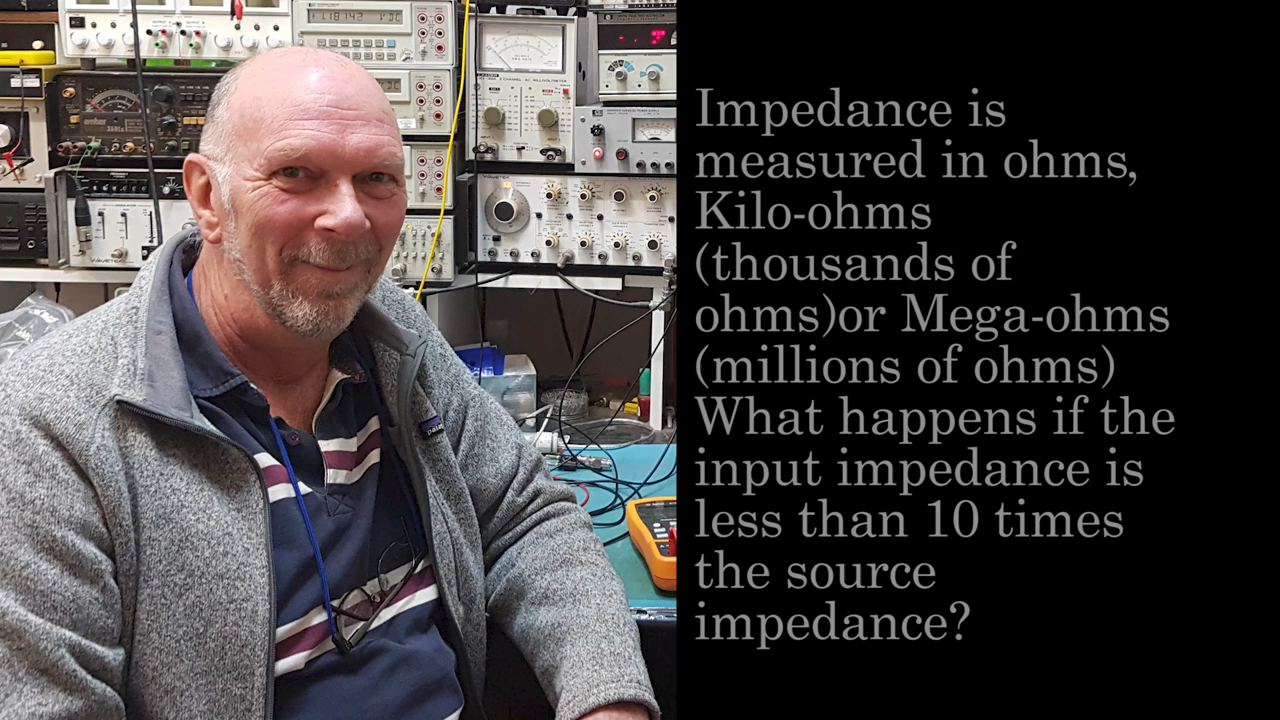 Impedance is
measured in ohms,
Kilo-ohms
(thousands of
ohms)or Mega-ohms
(millions of ohms)
What happens if the
input impedance is
less than 10 times
the source
impedance?